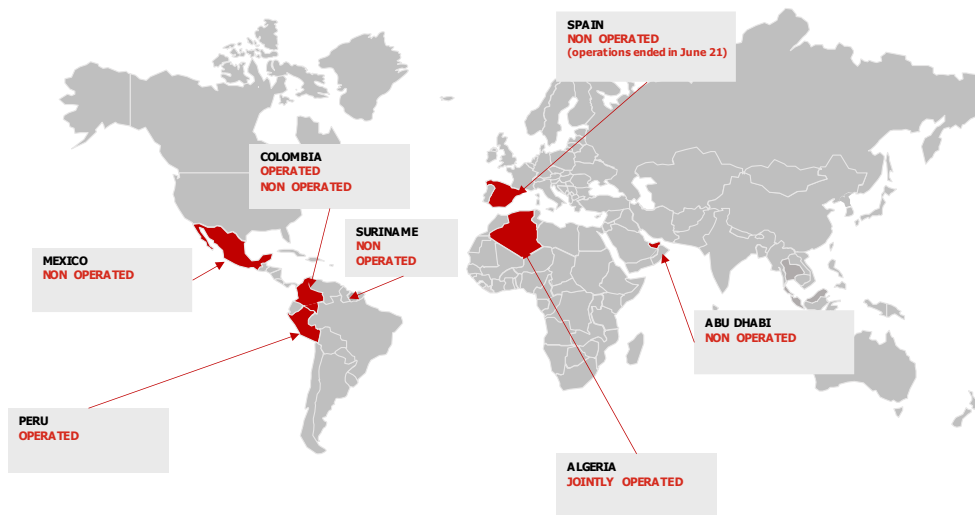 SPAIN
NON OPERATED
(operations ended in June 21)
COLOMBIA
OPERATED
NON OPERATED
SURINAME
NON
OPERATED
MEXICO
NON OPERATED
ABU DHABI
NON OPERATED
PERU
OPERATED
ALGERIA
JOINTLY OPERATED